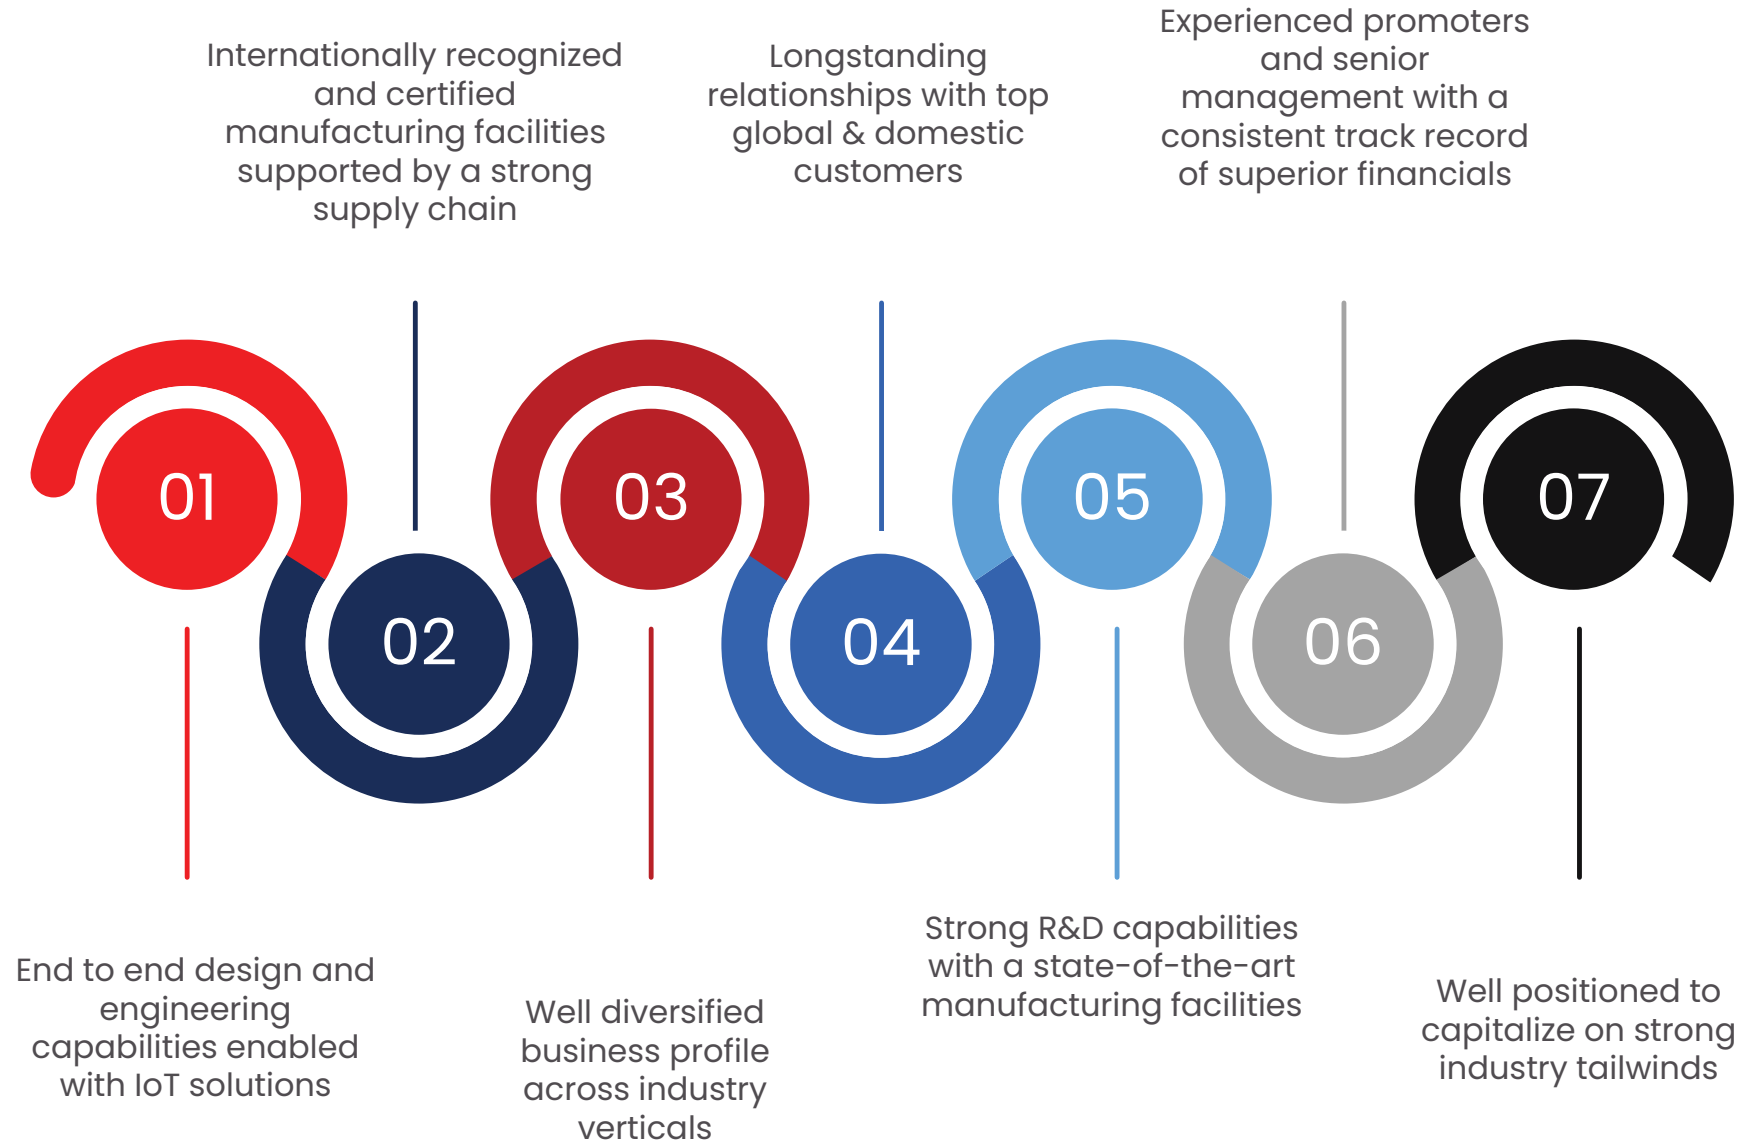 Internationally recognized
and certified
manufacturing facilities
supported by a strong
supply chain
Longstanding
relationships with top
global & domestic
customers
Experienced promoters
and senior
management with a
consistent track record
of superior financials
01
02
03
04
05
06
07
End to end design and
engineering
capabilities enabled
with IoT solutions
Well diversified
business profile
across industry
verticals
Strong R&D capabilities
with a state-of-the-art
manufacturing facilities
Well positioned to
capitalize on strong
industry tailwinds